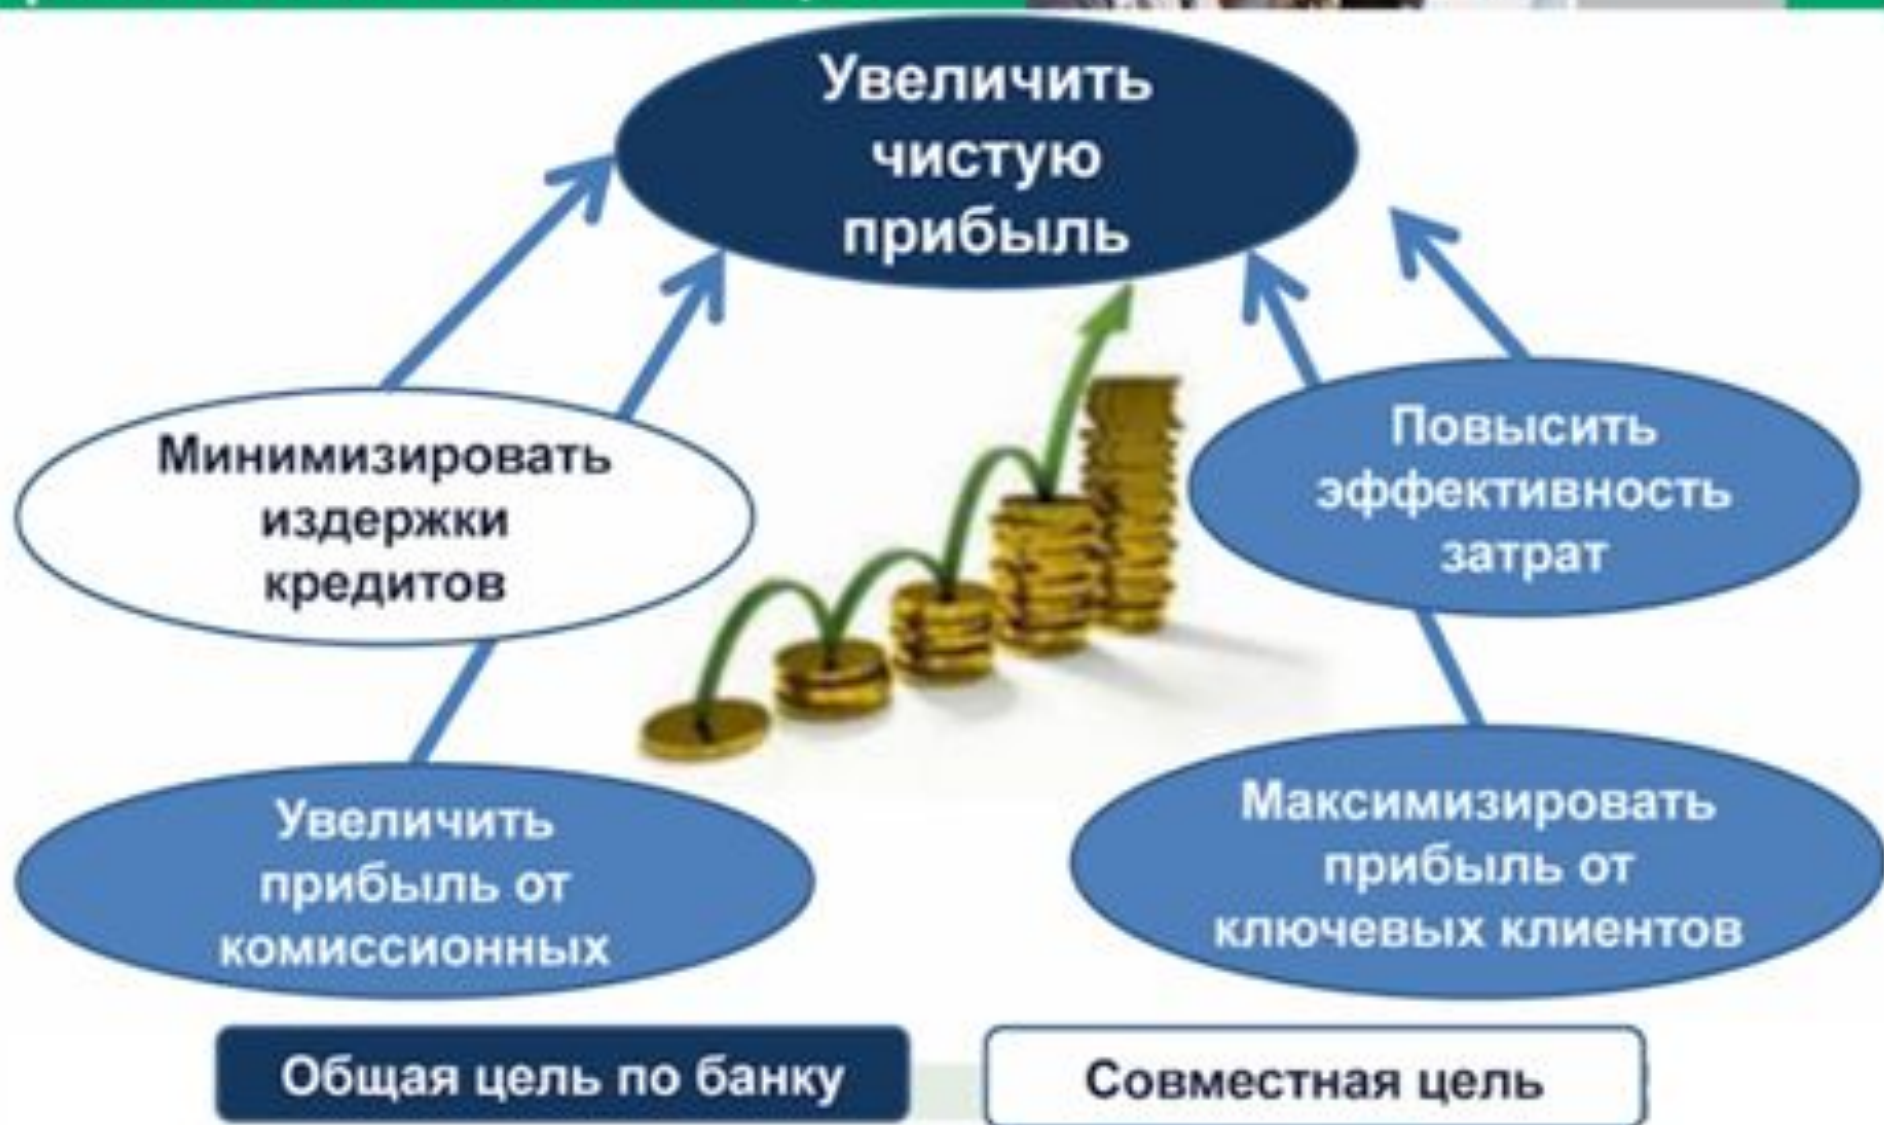 Увеличить
чистую
прибыль
Минимизировать
издержки
кредитов
Повысить
эффективность
затрат
Увеличить
прибыль от
комиссионных
Максимизировать
прибыль от
ключевых клиентов
Общая цель по банку
Совместная цель